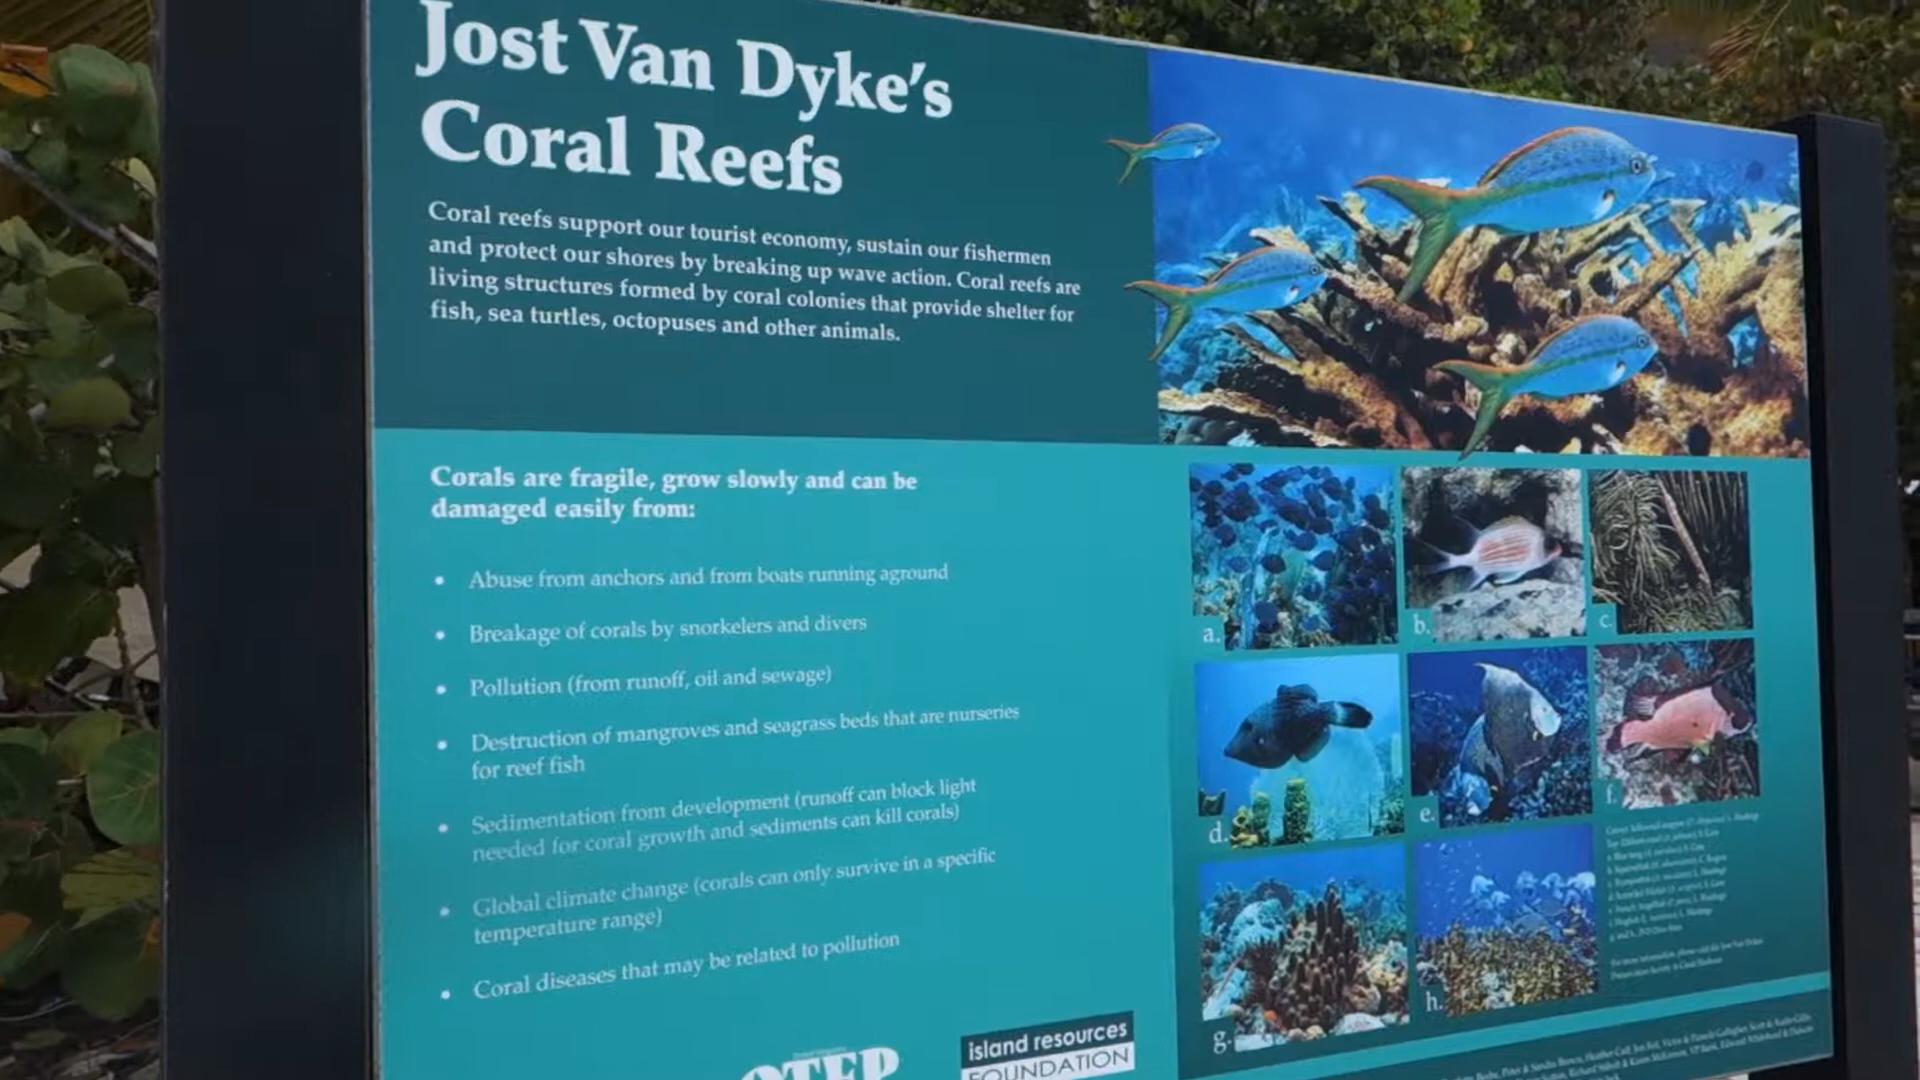 Jost Van Dyke's
Coral Reefs
Coral reefs support our tourist economy, sustain our fishermen
and protect our shores by breaking up wave action. Coral reefs are
living structures formed by coral colonies that provide shelter for
fish, sea turtles, octopuses and other animals.
Corals are fragile, grow slowly and can be
damaged easily from:
• Abuse from anchors and from boats running aground
• Breakage of corals by snorkelers and divers
• Pollution (from runoff, oil and sewage)
• Destruction of mangroves and seagrass beds that are nurseries
for reef fish
• Sedimentation from development (runoff can block light
needed for coral growth and sediments can kill corals)
• Global climate change (corals can only survive in a specific
temperature range)
• Coral diseases that may be related to pollution
OTEP
island resources
FOUNDATION
a.
b.
c.
d.
e.
f.
g.
h.